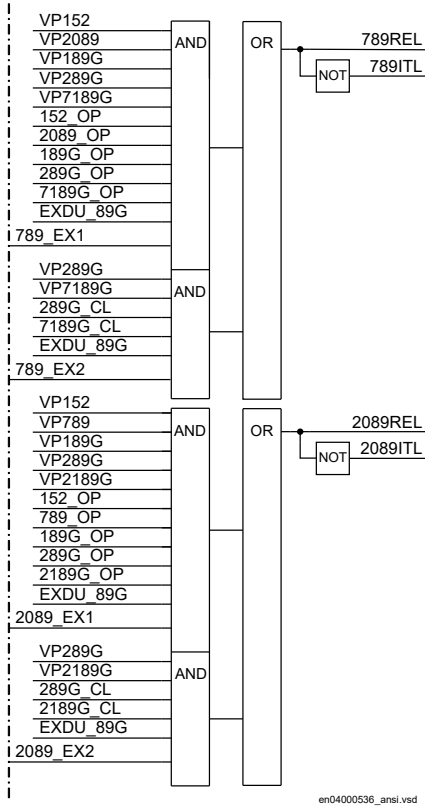 VP152
VP2089
VP189G
VP289G
VP7189G
152_OP
2089_OP
189G_OP
289G_OP
7189G_OP
EXDU_89G
789_EX1
AND
OR
789REL
NOT
789ITL
VP289G
VP7189G
289G_CL
7189G_CL
EXDU_89G
789_EX2
AND
VP152
VP789
VP189G
VP289G
VP2189G
152_OP
789_OP
189G_OP
289G_OP
2189G_OP
EXDU_89G
2089_EX1
AND
OR
2089REL
NOT
2089ITL
VP289G
VP2189G
289G_CL
2189G_CL
EXDU_89G
2089_EX2
AND
en04000536_ansi.vsd